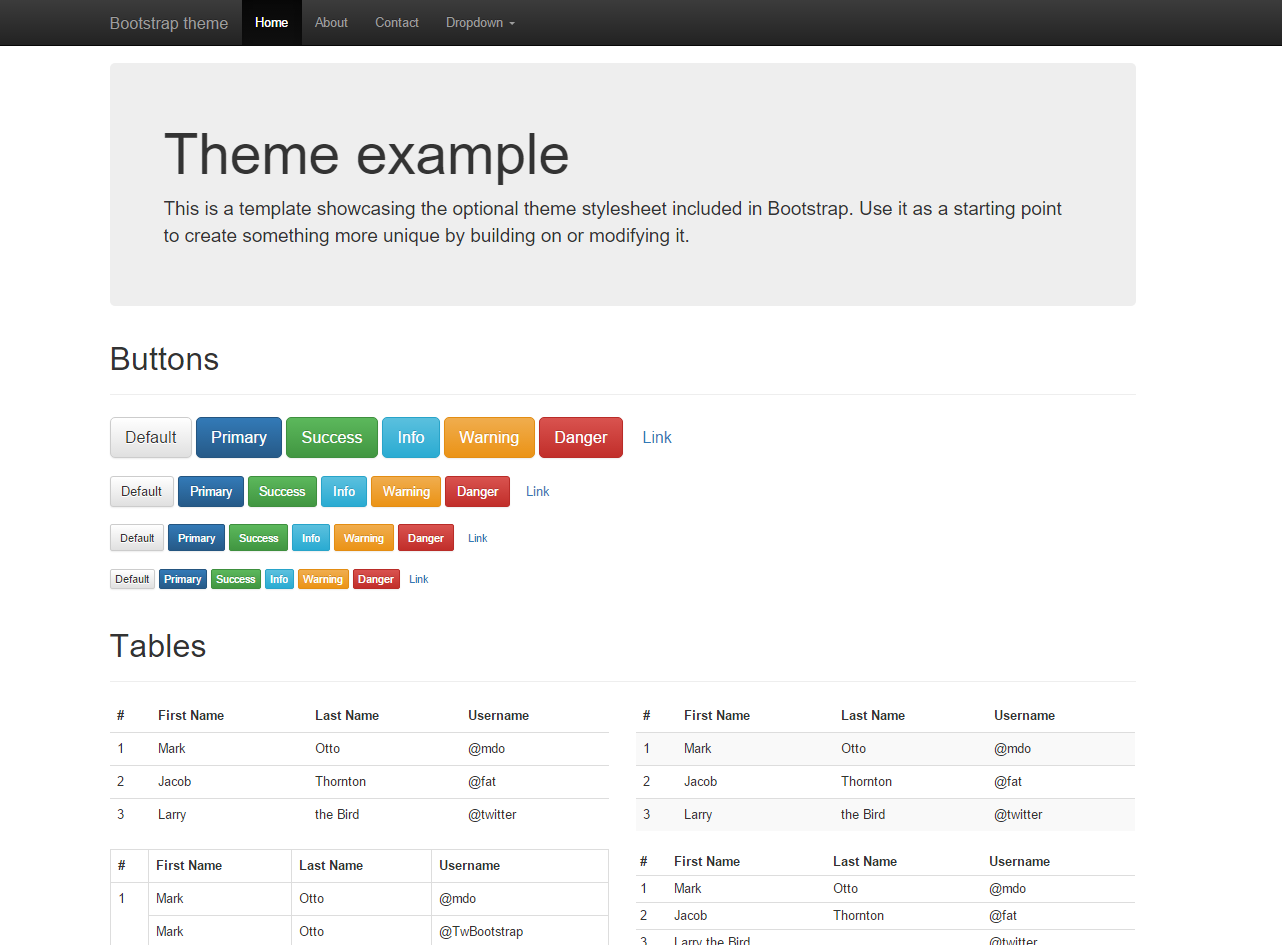 Bootstrap theme Home About Contact Dropdown
Theme example
This is a template showcasing the optional theme stylesheet included in Bootstrap. Use it as a starting point
to create something more unique by building on or modifying it.
Buttons
Default Primary Success Info Warning Danger Link
Default Primary Success Info Warning Danger Link
Default Primary Success Info Warning Danger Link
Default Primary Success Info Warning Danger Link
Tables
# First Name Last Name Username
1 Mark Otto @mdo
2 Jacob Thornton @fat
3 Larry the Bird @twitter
# First Name Last Name Username
1 Mark Otto @mdo
2 Jacob Thornton @fat
3 Larry the Bird @twitter
# First Name Last Name Username
1 Mark Otto @mdo
Mark Otto @TwBootstrap
# First Name Last Name Username
1 Mark Otto @mdo
2 Jacob Thornton @fat
3 Larry the Bird @twitter